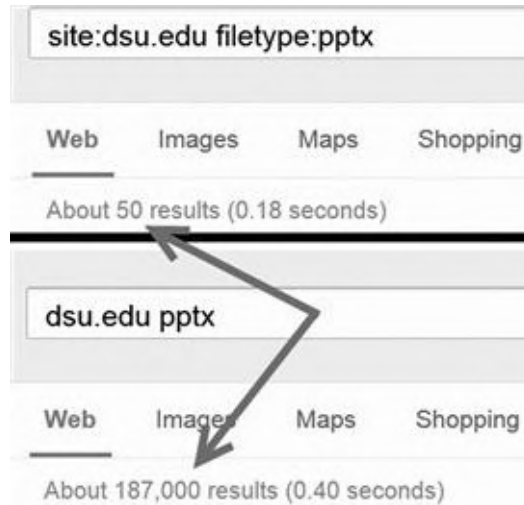 site:dsu.edu filetype:pptx
Web Images Maps Shopping
About 50 results (0.18 seconds)
dsu.edu pptx
Web Images Maps Shopping
About 187,000 results (0.40 seconds)